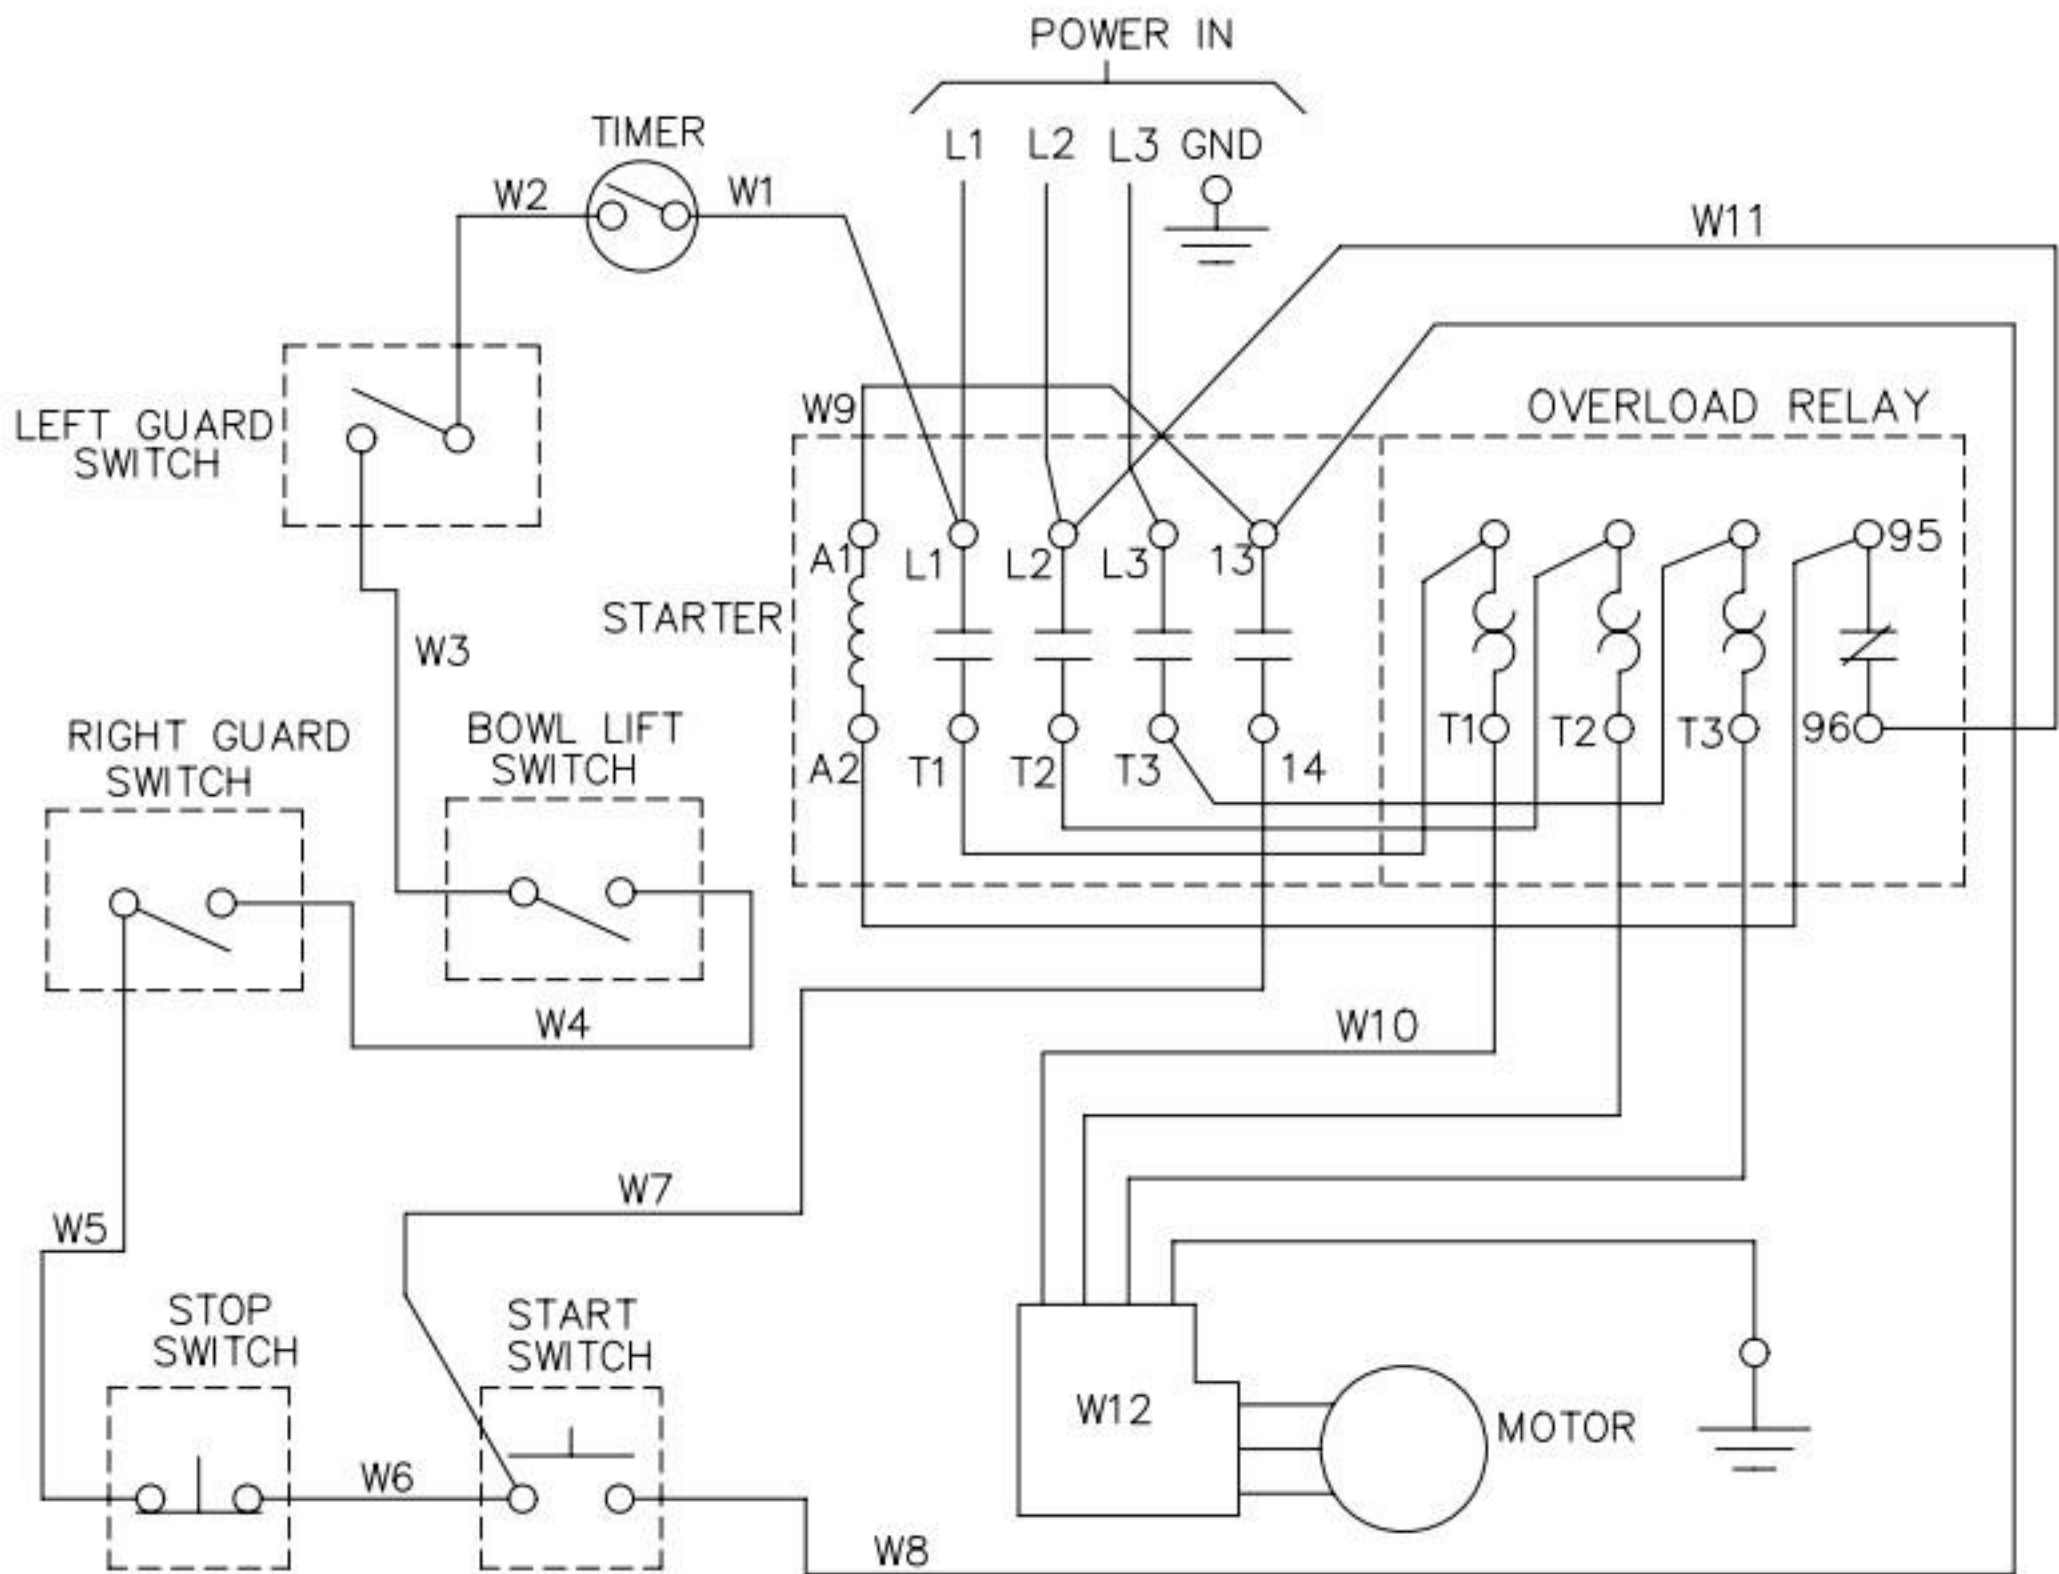 POWER IN
TIMER
L1 L2 L3 GND
W2
W1
W11
W9
OVERLOAD RELAY
LEFT GUARD
SWITCH
A1
L1
L2
L3
13
95
STARTER
W3
RIGHT GUARD
SWITCH
BOWL LIFT
SWITCH
A2
T1
T2
T3
14
T1
T2
T3
96
W4
W10
W7
W5
STOP
SWITCH
START
SWITCH
W12
MOTOR
W6
W8